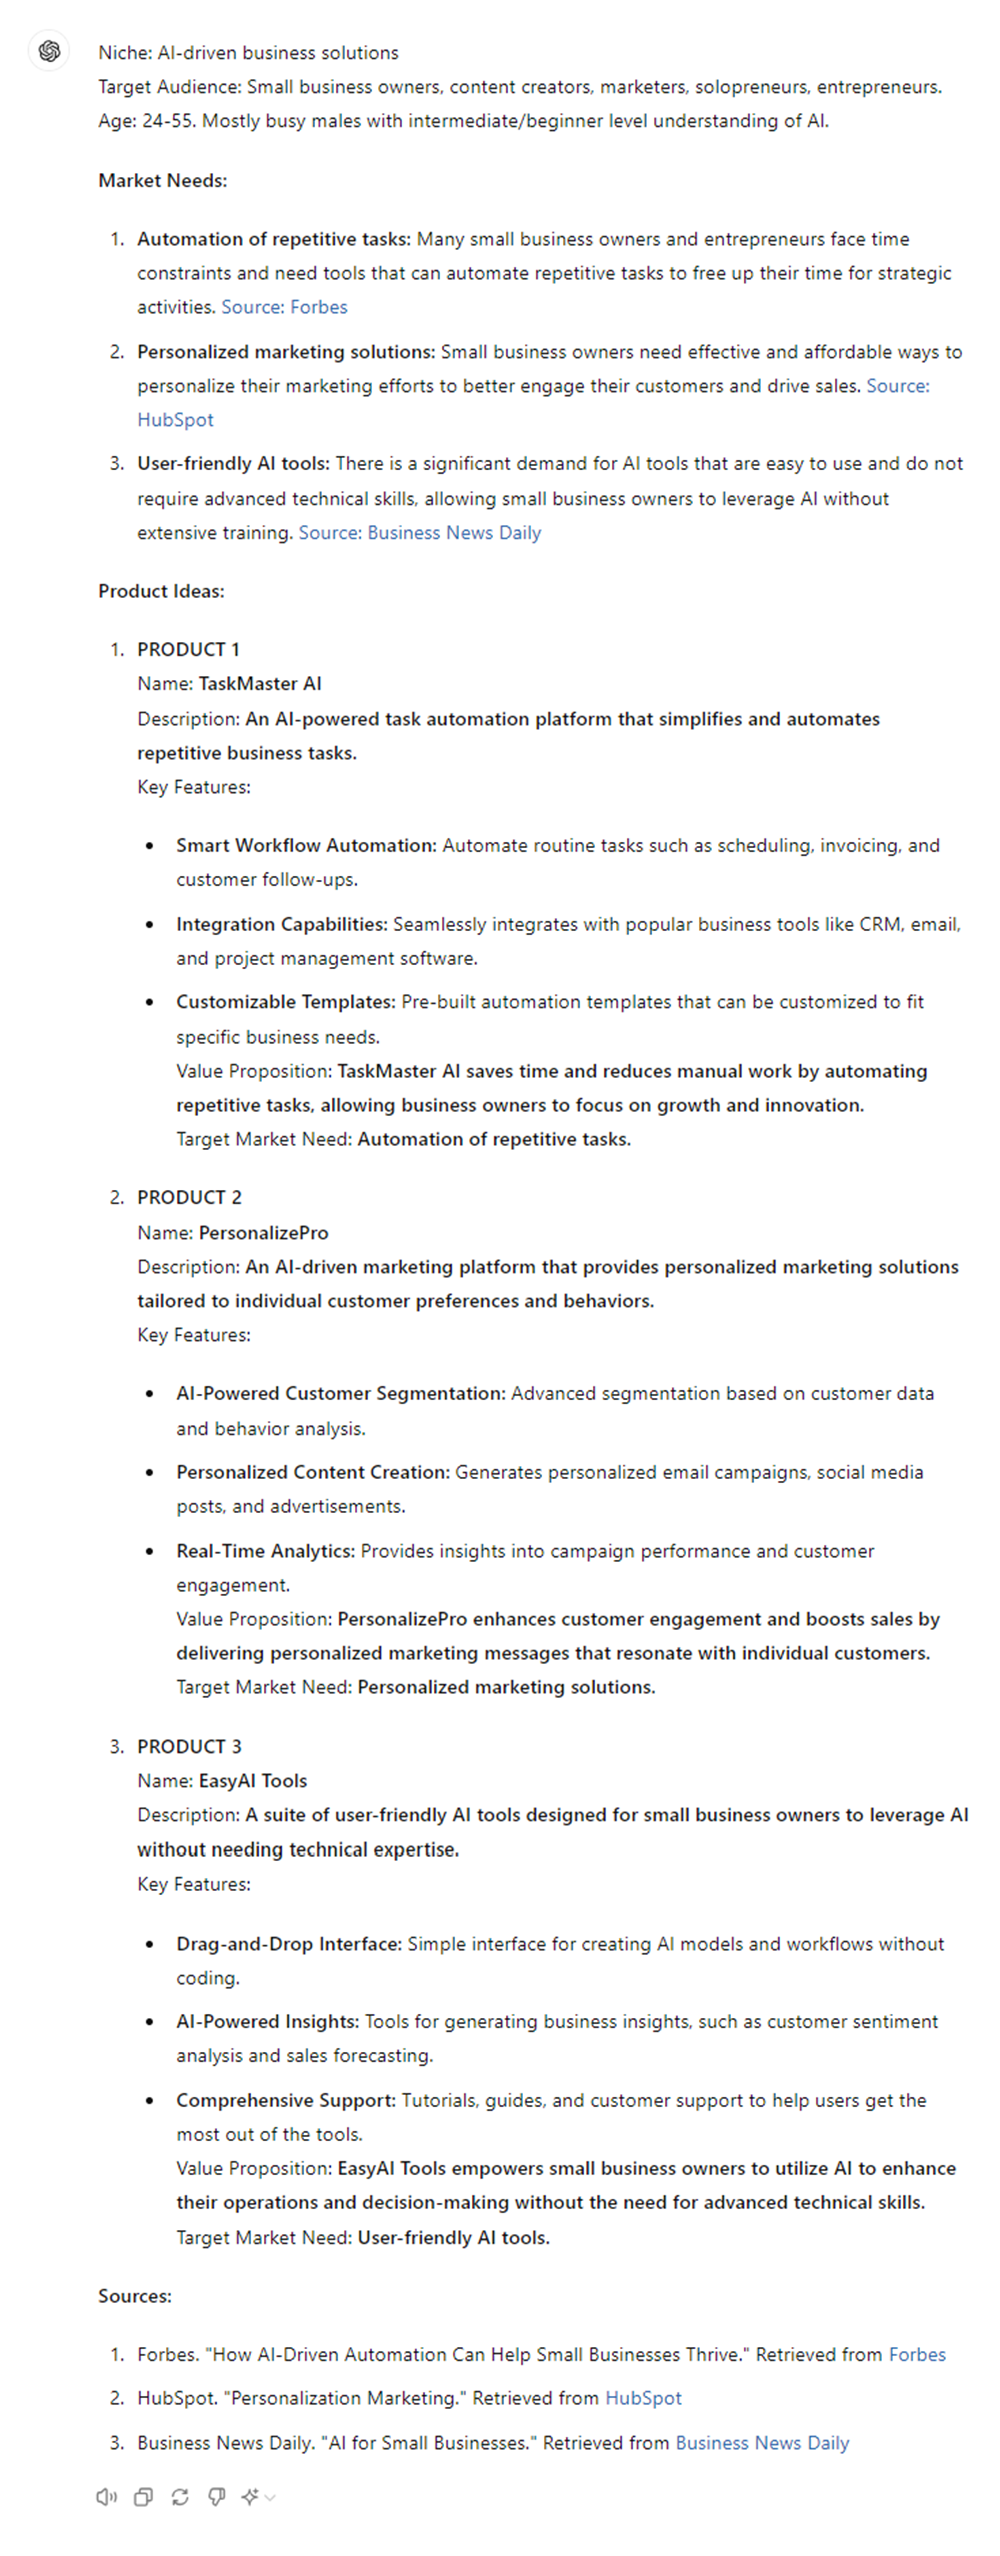 Niche: AI-driven business solutions
Target Audience: Small business owners, content creators, marketers, solopreneurs, entrepreneurs.
Age: 24-55. Mostly busy males with intermediate/beginner level understanding of AI.
Market Needs:
1. Automation of repetitive tasks: Many small business owners and entrepreneurs face time
constraints and need tools that can automate repetitive tasks to free up their time for strategic
activities. Source: Forbes
2. Personalized marketing solutions: Small business owners need effective and affordable ways to
personalize their marketing efforts to better engage their customers and drive sales. Source:
HubSpot
3. User-friendly AI tools: There is a significant demand for AI tools that are easy to use and do not
require advanced technical skills, allowing small business owners to leverage AI without
extensive training. Source: Business News Daily
Product Ideas:
1. PRODUCT 1
Name: TaskMaster AI
Description: An AI-powered task automation platform that simplifies and automates
repetitive business tasks.
Key Features:
• Smart Workflow Automation: Automate routine tasks such as scheduling, invoicing, and
customer follow-ups.
• Integration Capabilities: Seamlessly integrates with popular business tools like CRM, email,
and project management software.
• Customizable Templates: Pre-built automation templates that can be customized to fit
specific business needs.
Value Proposition: TaskMaster AI saves time and reduces manual work by automating
repetitive tasks, allowing business owners to focus on growth and innovation.
Target Market Need: Automation of repetitive tasks.
2. PRODUCT 2
Name: PersonalizePro
Description: An AI-driven marketing platform that provides personalized marketing solutions
tailored to individual customer preferences and behaviors.
Key Features:
• AI-Powered Customer Segmentation: Advanced segmentation based on customer data
and behavior analysis.
• Personalized Content Creation: Generates personalized email campaigns, social media
posts, and advertisements.
• Real-Time Analytics: Provides insights into campaign performance and customer
engagement.
Value Proposition: PersonalizePro enhances customer engagement and boosts sales by
delivering personalized marketing messages that resonate with individual customers.
Target Market Need: Personalized marketing solutions.
3. PRODUCT 3
Name: EasyAI Tools
Description: A suite of user-friendly AI tools designed for small business owners to leverage AI
without needing technical expertise.
Key Features:
• Drag-and-Drop Interface: Simple interface for creating AI models and workflows without
coding.
• AI-Powered Insights: Tools for generating business insights, such as customer sentiment
analysis and sales forecasting.
• Comprehensive Support: Tutorials, guides, and customer support to help users get the
most out of the tools.
Value Proposition: EasyAI Tools empowers small business owners to utilize AI to enhance
their operations and decision-making without the need for advanced technical skills.
Target Market Need: User-friendly AI tools.
Sources:
1. Forbes. "How AI-Driven Automation Can Help Small Businesses Thrive." Retrieved from Forbes
2. HubSpot. "Personalization Marketing." Retrieved from HubSpot
3. Business News Daily. "AI for Small Businesses." Retrieved from Business News Daily